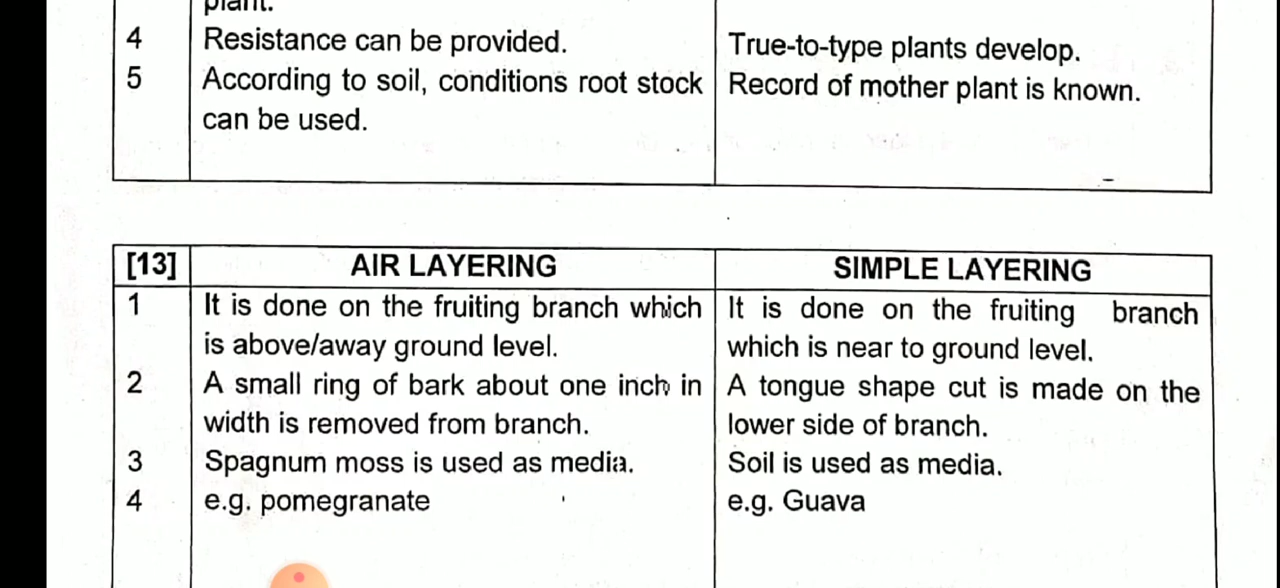 plant.
4 Resistance can be provided. True-to-type plants develop.
5 According to soil, conditions root stock Record of mother plant is known.
can be used.
[13] AIR LAYERING SIMPLE LAYERING
1 It is done on the fruiting branch which It is done on the fruiting branch
is above/away ground level. which is near to ground level.
2 A small ring of bark about one inch in A tongue shape cut is made on the
width is removed from branch. lower side of branch.
3 Spagnum moss is used as media. Soil is used as media.
4 e.g. pomegranate e.g. Guava